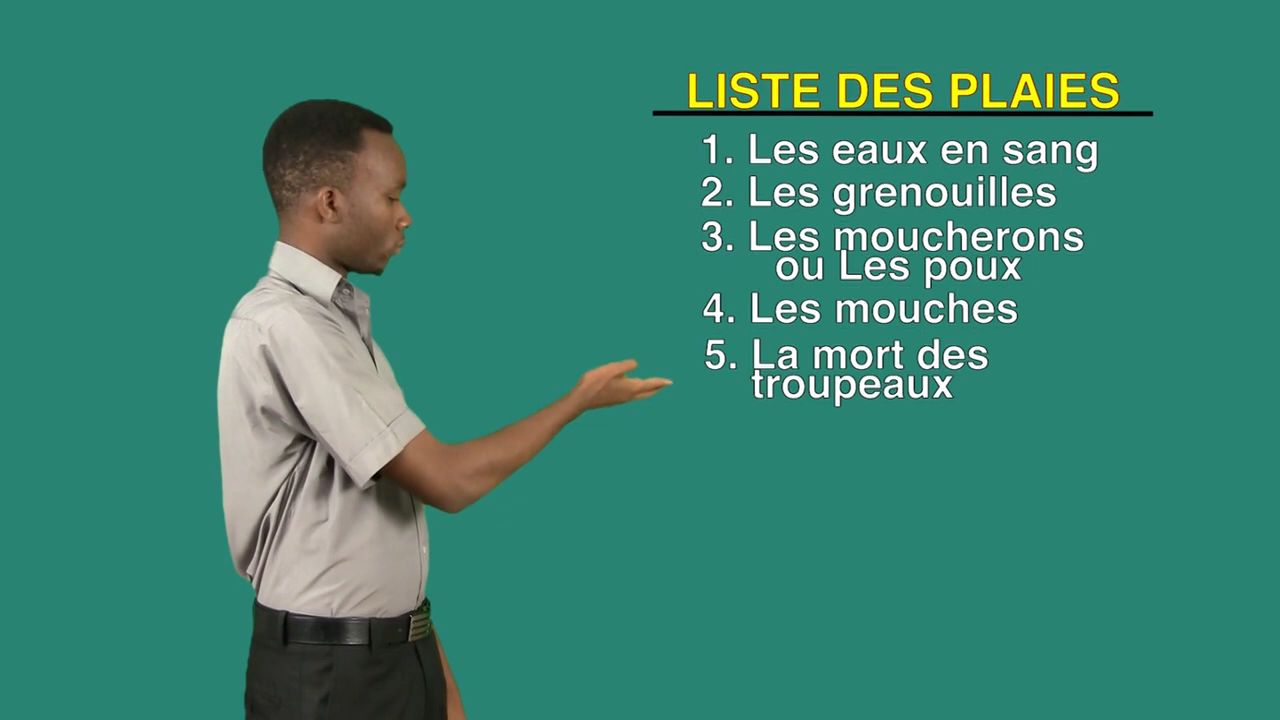 LISTE DES PLAIES
1. Les eaux en sang
2. Les grenouilles
3. Les moucherons
ou Les poux
4. Les mouches
5. La mort des
troupeaux